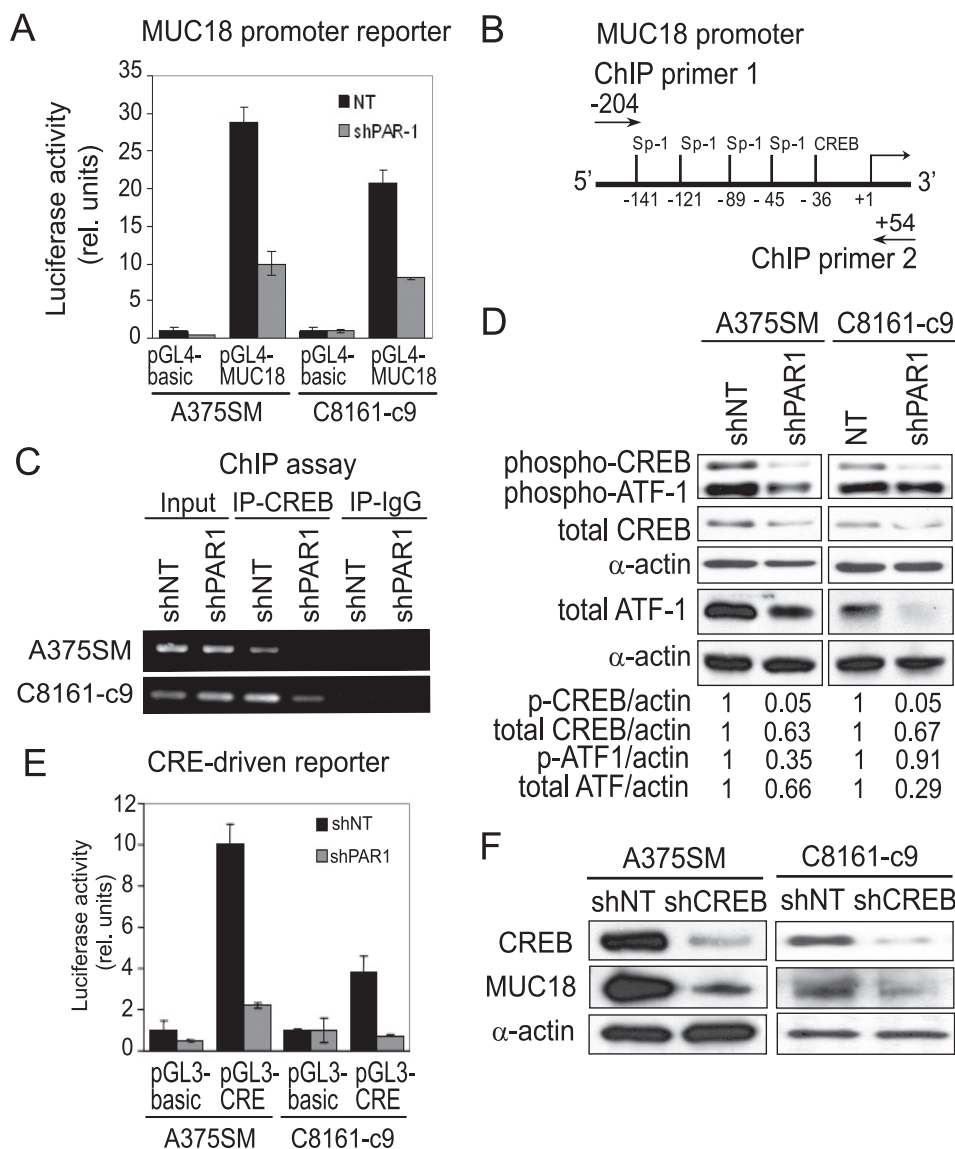 A
MUC18 promoter reporter
Luciferase activity
(rel. units)
35
30
25
20
15
10
5
0
NT
shPAR-1
pGL4-
basic
pGL4-
MUC18
pGL4-
basic
pGL4-
MUC18
A375SM
C8161-c9
B
MUC18 promoter
ChIP primer 1
-204
Sp-1 Sp-1 Sp-1 Sp-1 CREB
5' 3'
-141 -121 -89 -45 -36 +1
+54
ChIP primer 2
C
ChIP assay
Input IP-CREB IP-IgG
shNT shPAR1 shNT shPAR1 shNT shPAR1
A375SM
C8161-c9
D
A375SM C8161-c9
shNT shPAR1 NT shPAR1
phospho-CREB
phospho-ATF-1
total CREB
α-actin
total ATF-1
α-actin
p-CREB/actin 1 0.05 1 0.05
total CREB/actin 1 0.63 1 0.67
p-ATF1/actin 1 0.35 1 0.91
total ATF/actin 1 0.66 1 0.29
E
CRE-driven reporter
Luciferase activity
(rel. units)
12
10
8
6
4
2
0
shNT
shPAR1
pGL3-
basic
pGL3-
CRE
pGL3-
basic
pGL3-
CRE
A375SM
C8161-c9
F
A375SM C8161-c9
shNT shCREB shNT shCREB
CREB
MUC18
α-actin